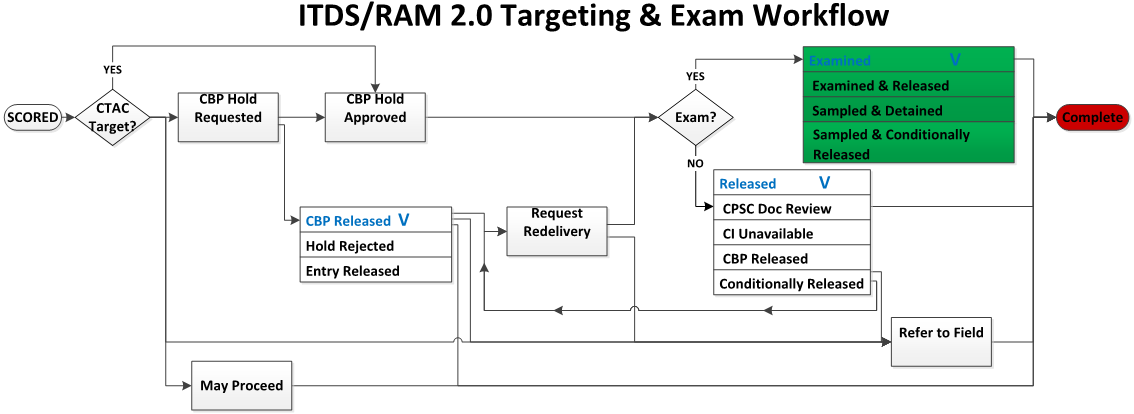 ITDS/RAM 2.0 Targeting & Exam Workflow
YES
SCORED
CTAC
Target?
CBP Hold
Requested
CBP Hold
Approved
YES
Exam?
NO
Examined V
Examined & Released
Sampled & Detained
Sampled & Conditionally
Released
Complete
Released V
CPSC Doc Review
CI Unavailable
CBP Released
Conditionally Released
CBP Released V
Hold Rejected
Entry Released
Request
Redelivery
Refer to Field
May Proceed